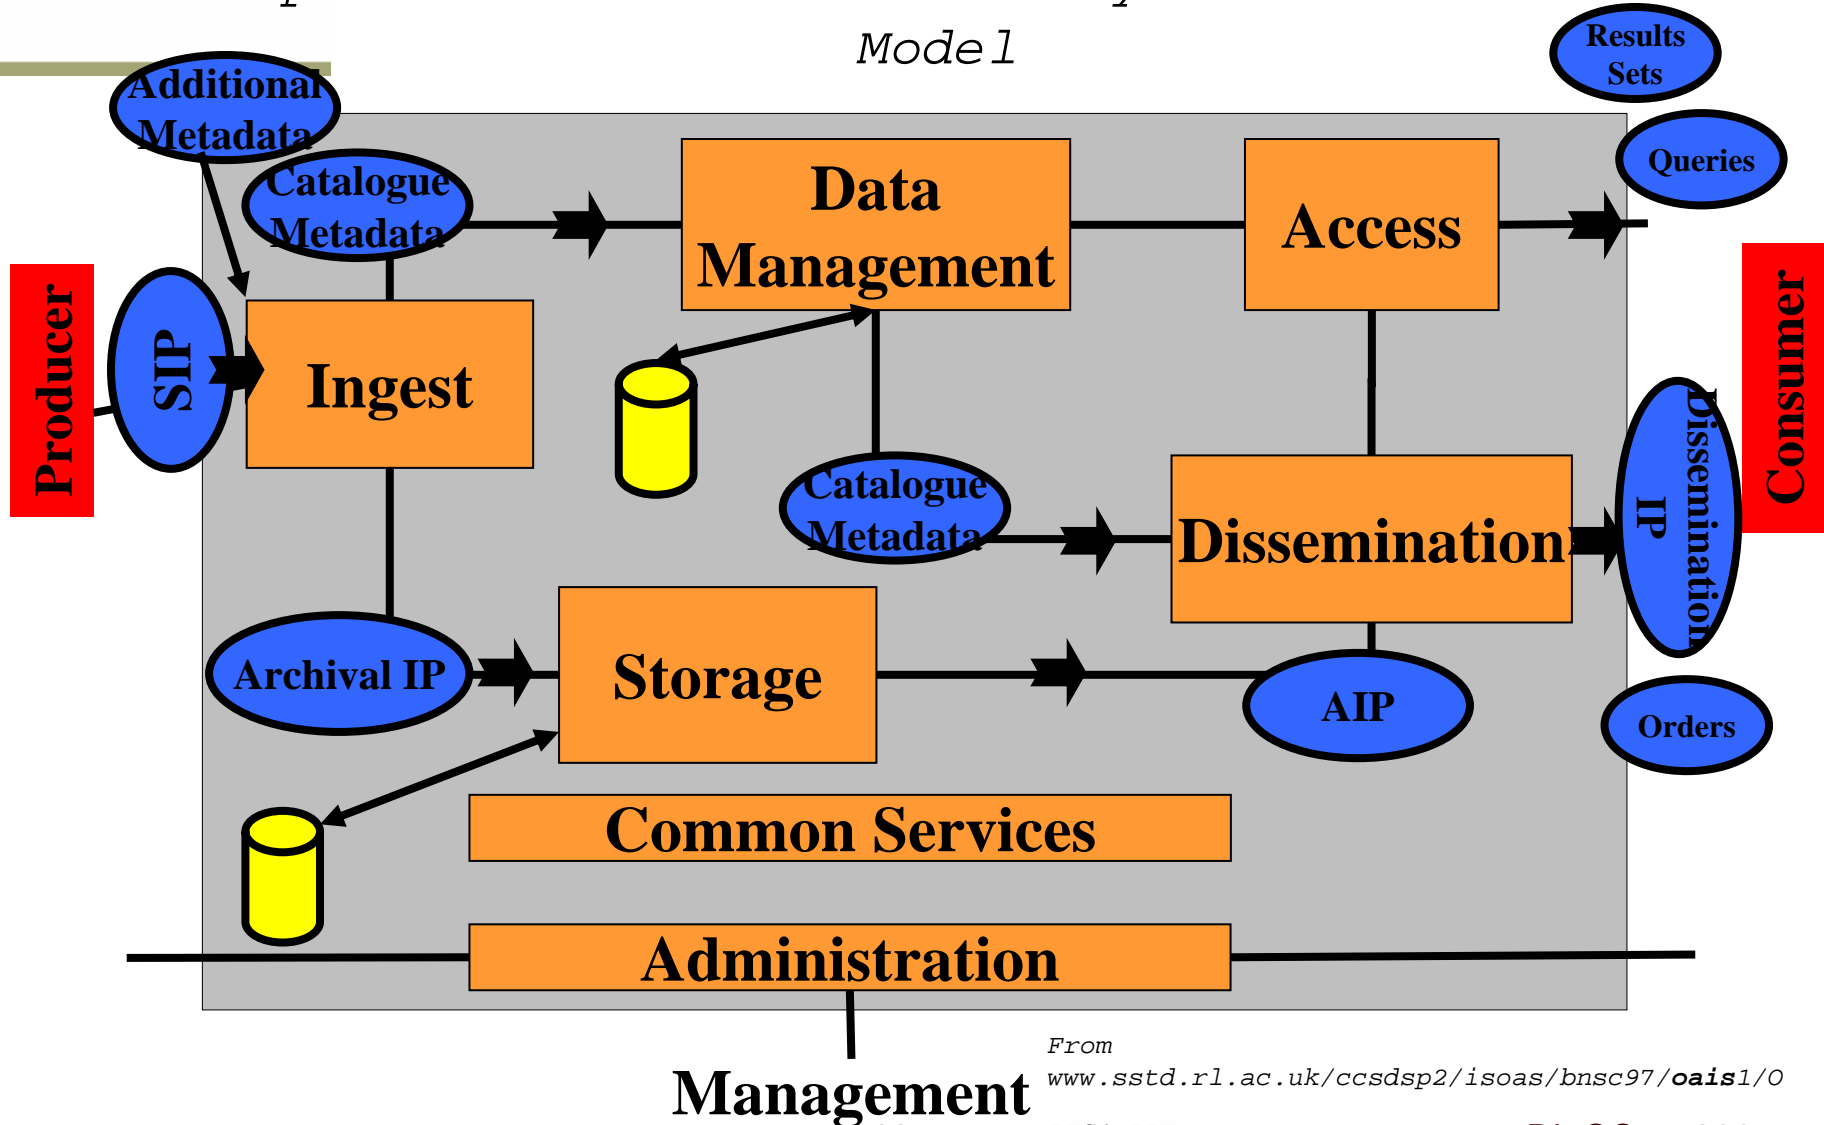 Model
Results
Sets
Additional
Metadata
Catalogue
Metadata
Data
Management
Access
Queries
Producer
SIP
Ingest
Consumer
Catalogue
Metadata
Dissemination
Dissemination
IP
Archival IP
Storage
AIP
Orders
Common Services
Administration
Management
From
www.sstd.rl.ac.uk/ccsdsp2/isoas/bnsc97/oais1/O